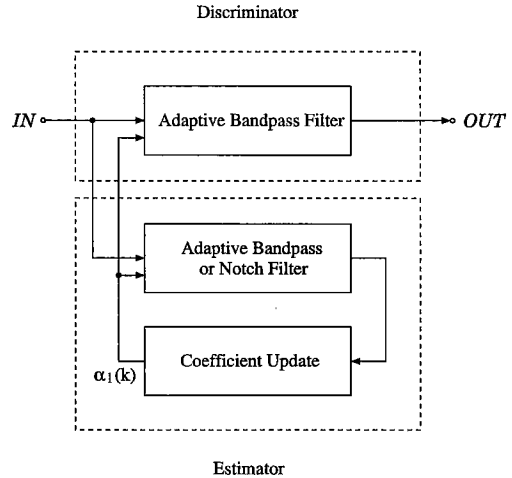 Discriminator
IN
Adaptive Bandpass Filter
OUT
Adaptive Bandpass
or Notch Filter
Coefficient Update
α₁(k)
Estimator